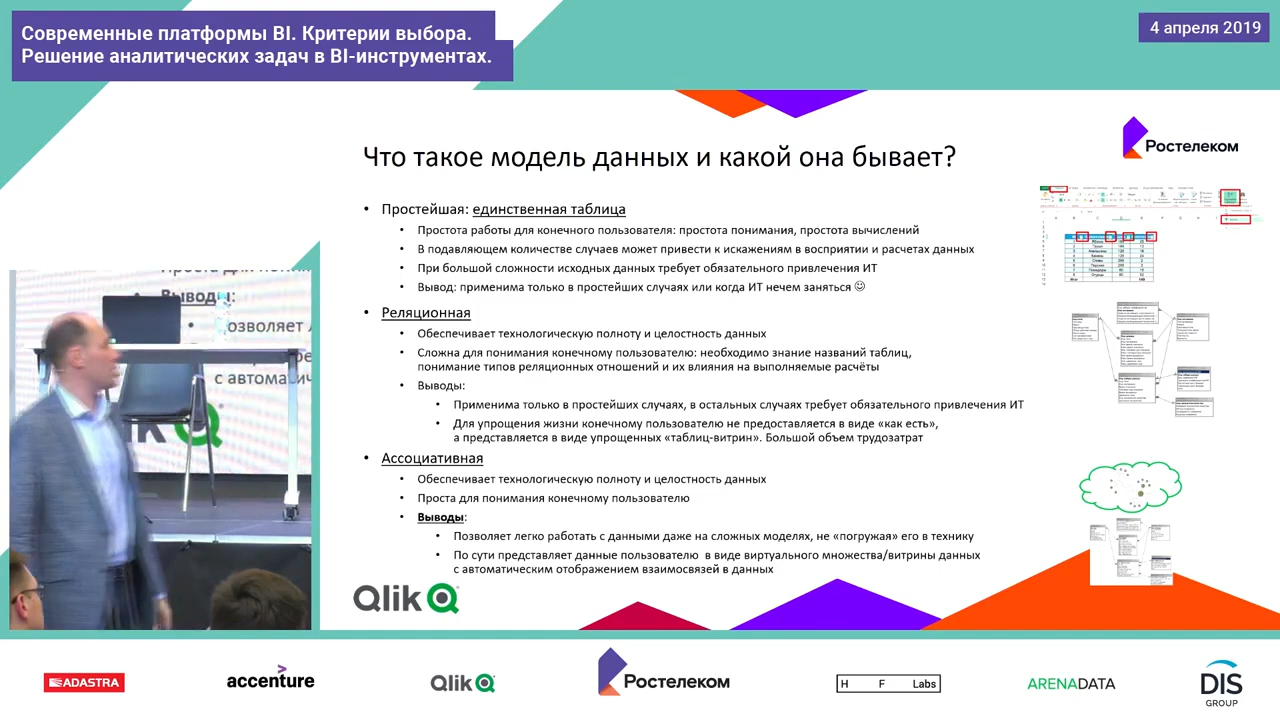 Современные платформы BI. Критерии выбора.
Решение аналитических задач в BI-инструментах.
4 апреля 2019
Что такое модель данных и какой она бывает?
Ростелеком
• Простейшая: единственная таблица
• Простота работы для конечного пользователя: простота понимания, простота вычислений
• В подавляющем количестве случаев может привести к искажениям в восприятии и расчетах данных
• При большой сложности исходных данных требует обязательного привлечения ИТ
• Вывод: применима только в простейших случаях или когда ИТ нечем заняться ☺
• Реляционная
• Обеспечивает технологическую полноту и целостность данных
• Сложна для понимания конечному пользователю: необходимо знание названий таблиц,
понимание типов реляционных отношений и их влияния на выполняемые расчёты
• Выводы:
• Применима только в простейших случаях, в остальных случаях требует обязательного привлечения ИТ
• Для упрощения жизни конечному пользователю не предоставляется в виде «как есть»,
а представляется в виде упрощенных «таблиц-витрин». Большой объем трудозатрат
• Ассоциативная
• Обеспечивает технологическую полноту и целостность данных
• Проста для понимания конечному пользователю
• Выводы:
• Позволяет легко работать с данными даже на сложных моделях, не «погружая» его в технику
• По сути представляет данные пользователю в виде виртуального множества/витрины данных
с автоматическим отображением взаимосвязей в данных
Qlik
• Выводы:
• Позволяет
с автоматич
ADASTRA
accenture
Qlik
Ростелеком
H F Labs
ARENADATA
DIS
GROUP